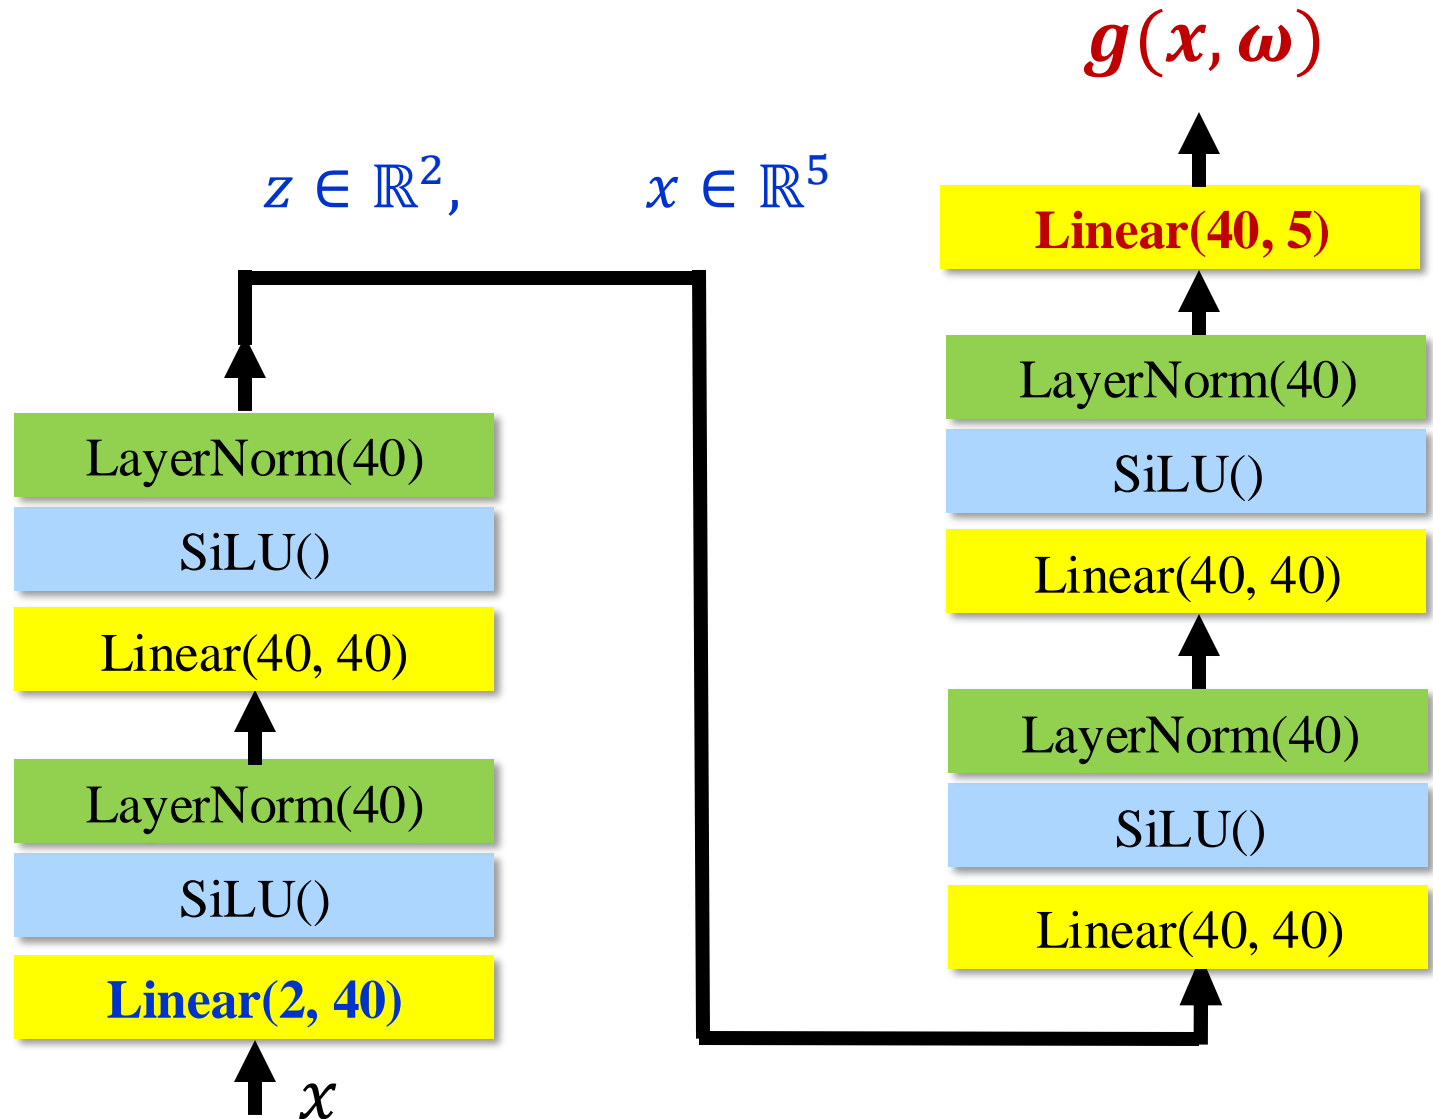 g(x, ω)
z ∈ ℝ², x ∈ ℝ⁵
LayerNorm(40)
SiLU()
Linear(40, 40)
LayerNorm(40)
SiLU()
Linear(2, 40)
x
Linear(40, 5)
LayerNorm(40)
SiLU()
Linear(40, 40)
LayerNorm(40)
SiLU()
Linear(40, 40)